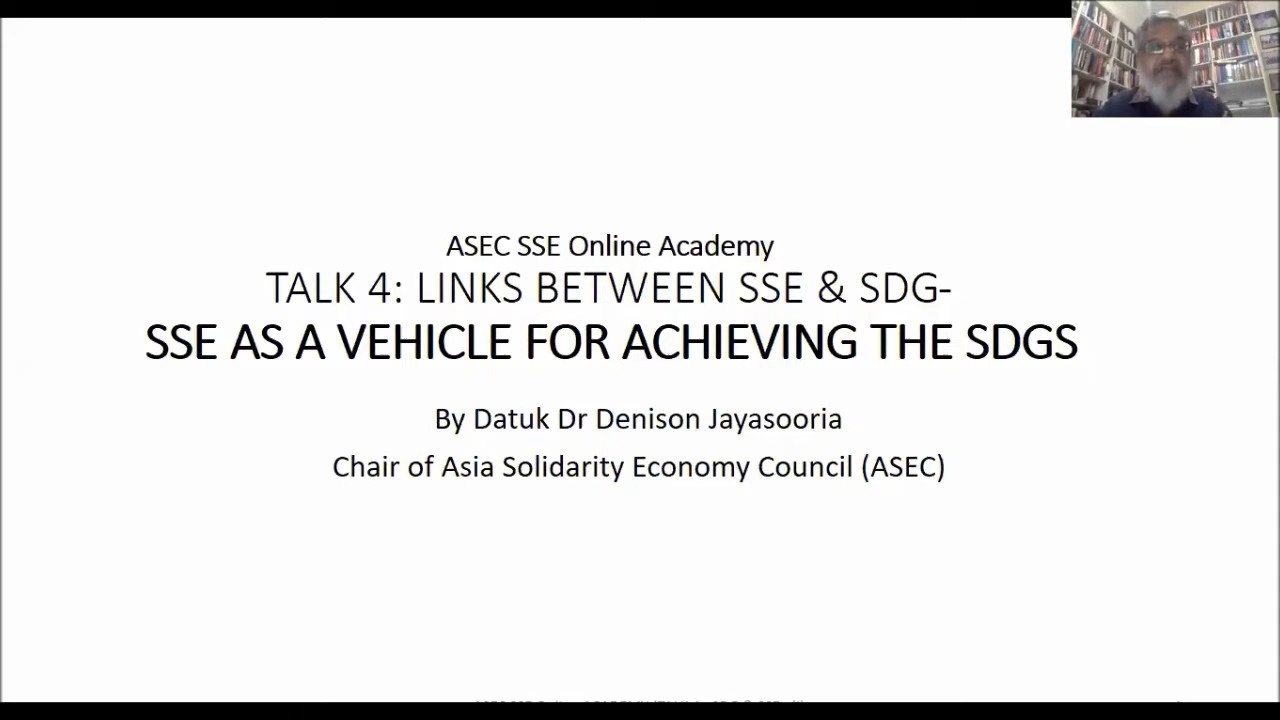 ASEC SSE Online Academy
TALK 4: LINKS BETWEEN SSE & SDG-
SSE AS A VEHICLE FOR ACHIEVING THE SDGS
By Datuk Dr Denison Jayasooria
Chair of Asia Solidarity Economy Council (ASEC)